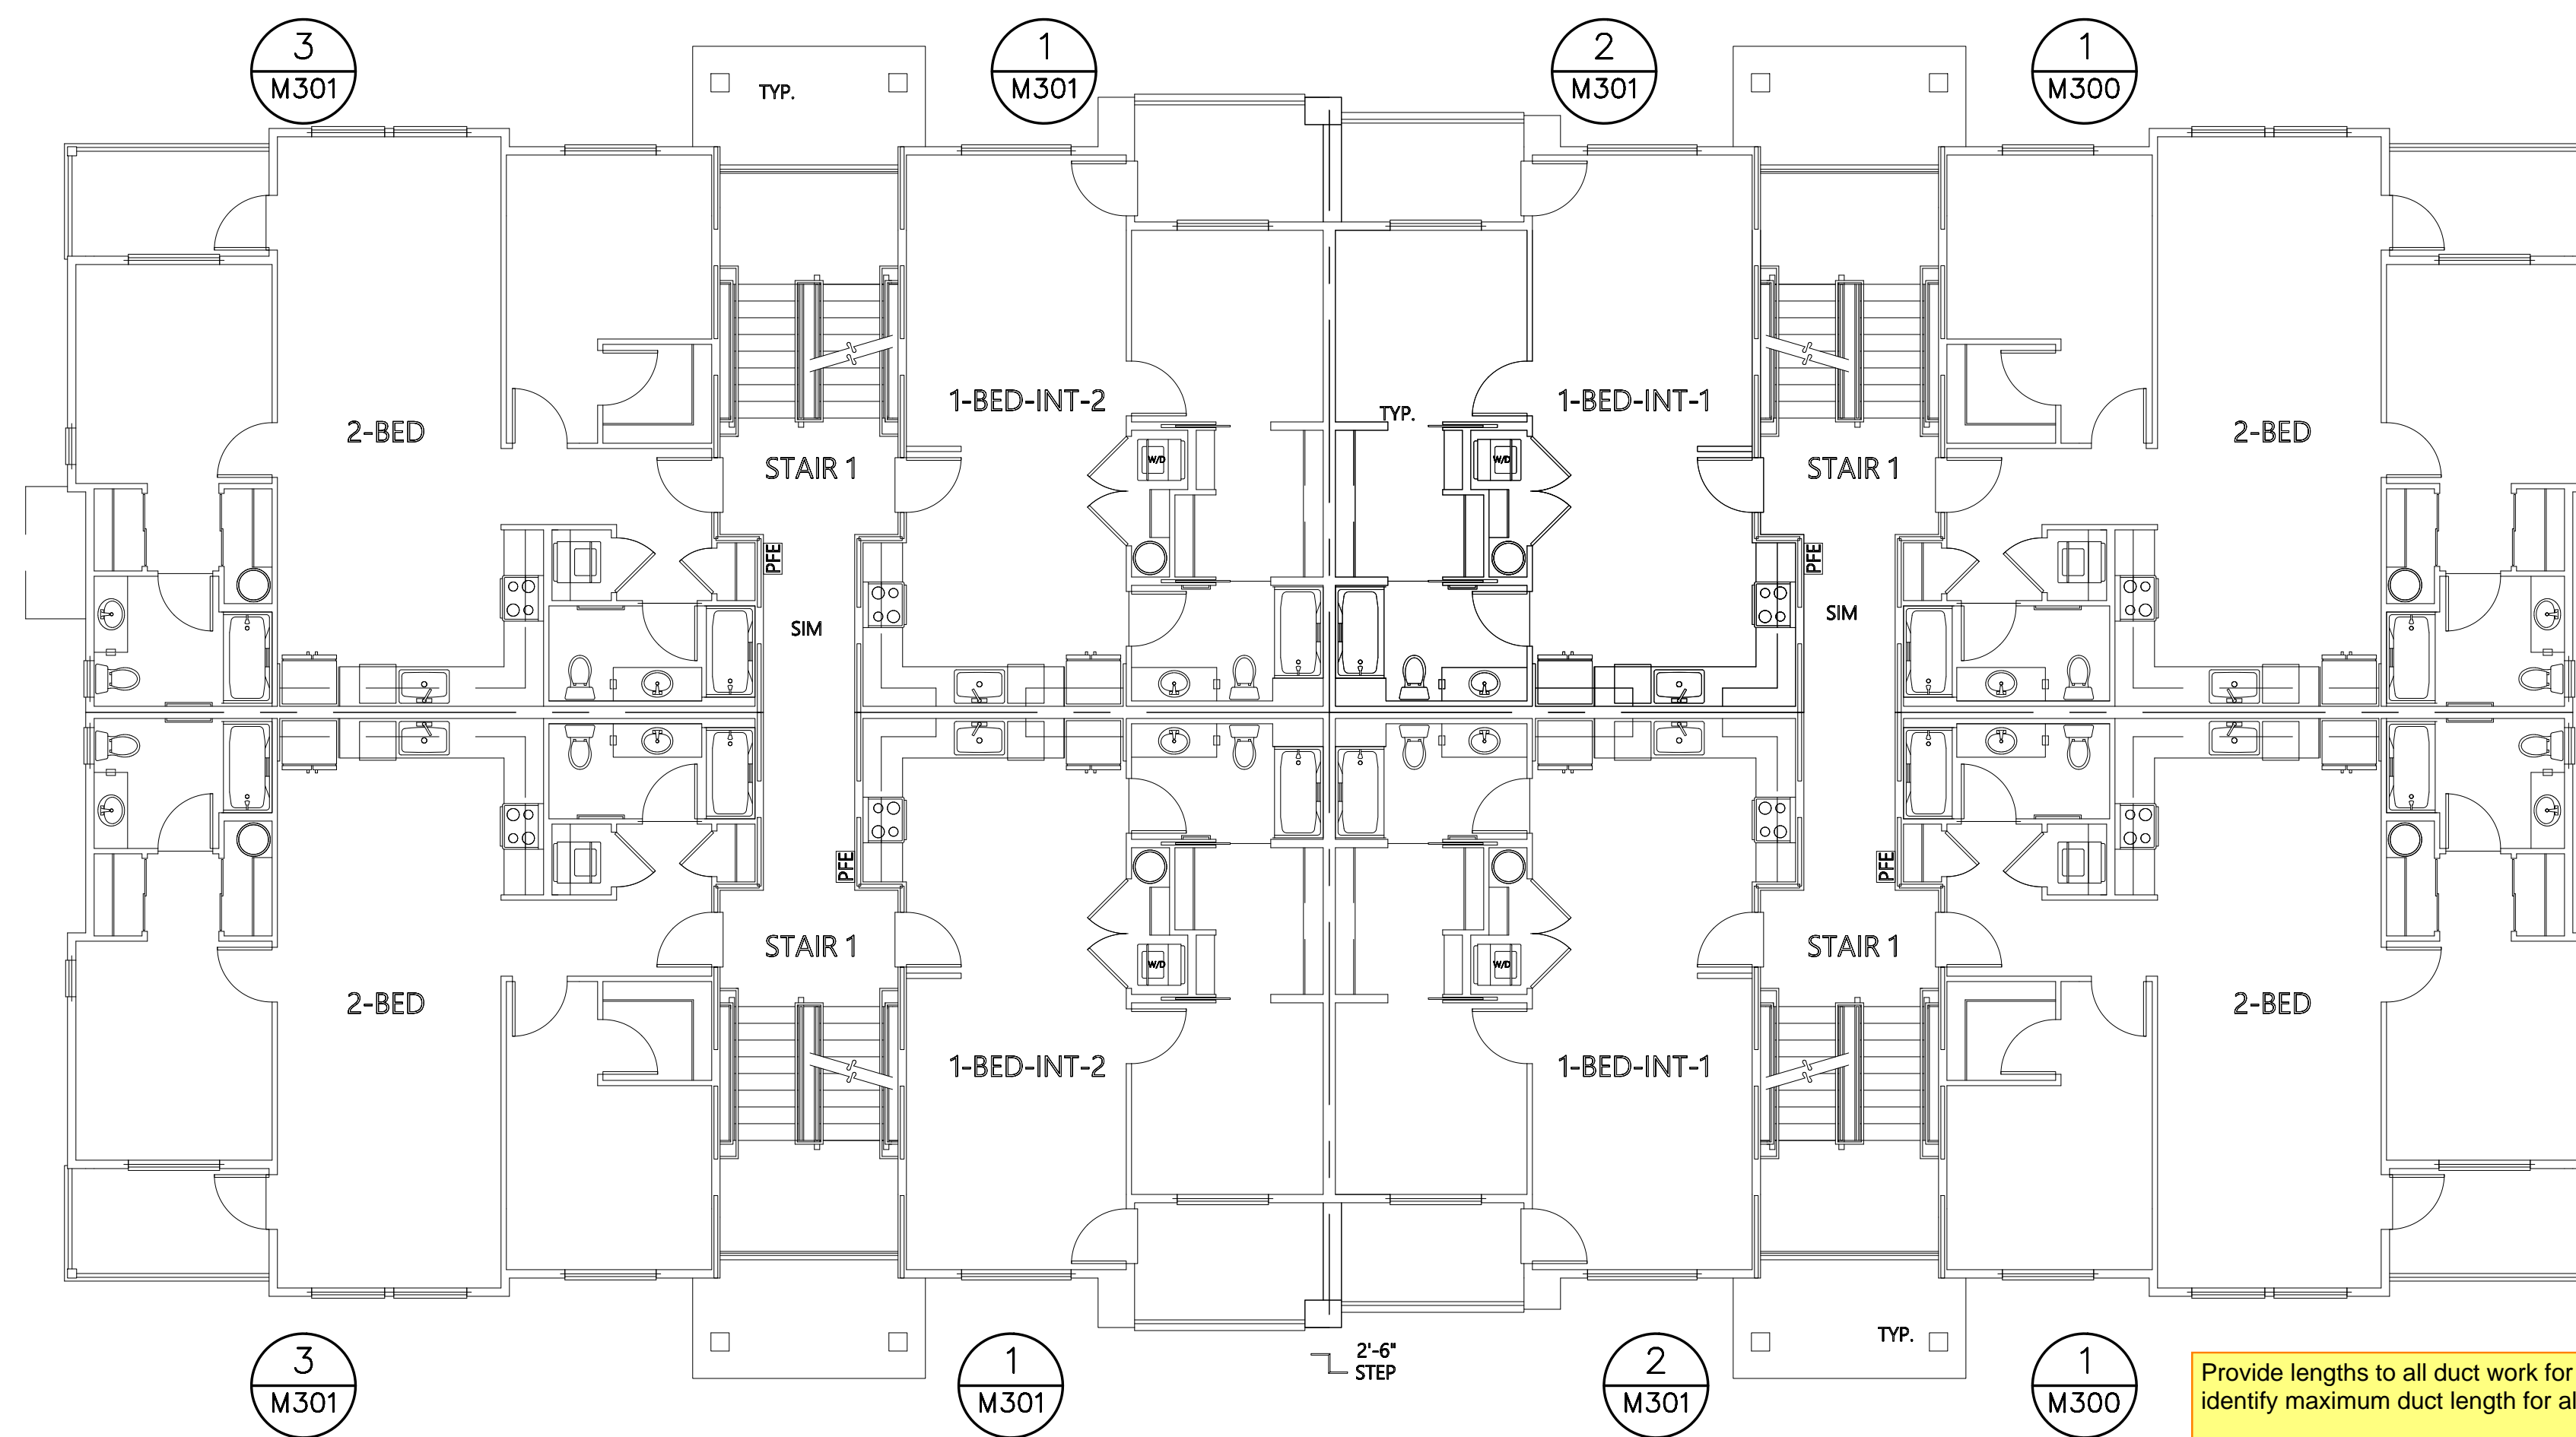 3
M301
1
M301
2
M301
1
M300
TYP.
1-BED-INT-2
1-BED-INT-1
TYP.
2-BED
2-BED
W/D
W/D
STAIR 1
STAIR 1
PFE
PFE
SIM
SIM
PFE
PFE
STAIR 1
STAIR 1
W/D
W/D
2-BED
2-BED
1-BED-INT-2
1-BED-INT-1
TYP.
2'-6"
STEP
3
M301
1
M301
2
M301
1
M300
Provide lengths to all duct work for
identify maximum duct length for al